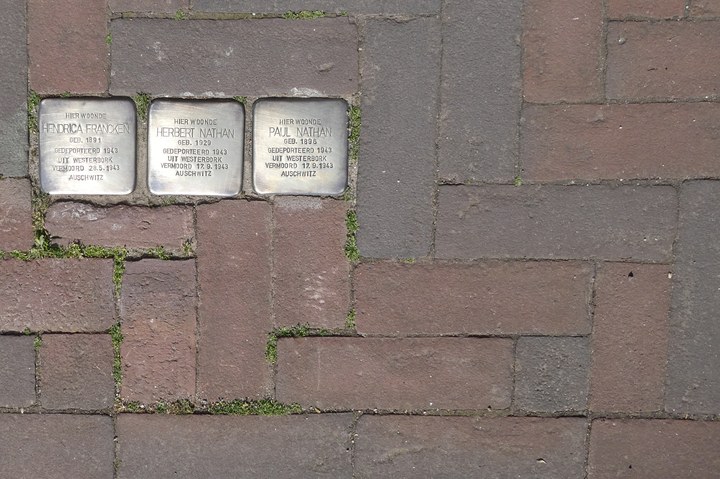 HIER WOONDE
HENDRICA FRANCKEN
GEB. 1891
GEDEPORTEERD 1943
UIT WESTERBORK
VERMOORD 20.5.1943
AUSCHWITZ
HIER WOONDE
HERBERT NATHAN
GEB. 1929
GEDEPORTEERD 1943
UIT WESTERBORK
VERMOORD 17.9.1943
AUSCHWITZ
HIER WOONDE
PAUL NATHAN
GEB. 1896
GEDEPORTEERD 1943
UIT WESTERBORK
VERMOORD 17.9.1943
AUSCHWITZ